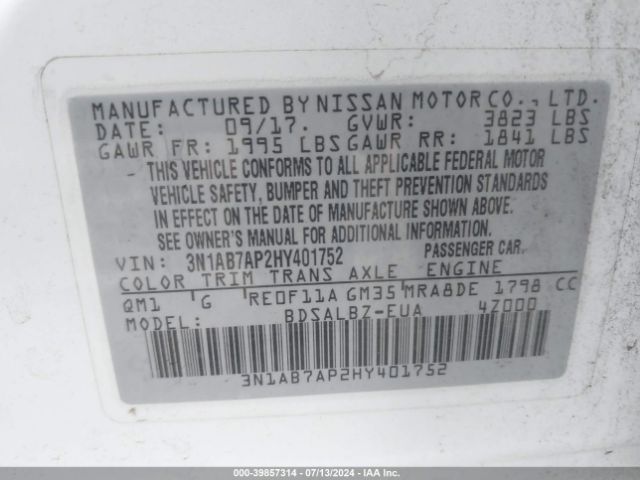 MANUFACTURED BY NISSAN MOTOR CO., LTD.
DATE: 09/17. GVWR: 3823 LBS
GAWR FR: 1995 LBS GAWR RR: 1841 LBS
- THIS VEHICLE CONFORMS TO ALL APPLICABLE FEDERAL MOTOR
VEHICLE SAFETY, BUMPER AND THEFT PREVENTION STANDARDS
IN EFFECT ON THE DATE OF MANUFACTURE SHOWN ABOVE.
SEE OWNER'S MANUAL FOR ADDITIONAL INFORMATION.
VIN: 3N1AB7AP2HY401752 PASSENGER CAR.
COLOR TRIM TRANS AXLE ENGINE
QM1 G RE0F11A GM35 MRA8DE 1798 CC
MODEL: BDSALBZ-EUA 4Z000
3N1AB7AP2HY401752
000-39857314 / 07/13/2024 / IAAI.COM